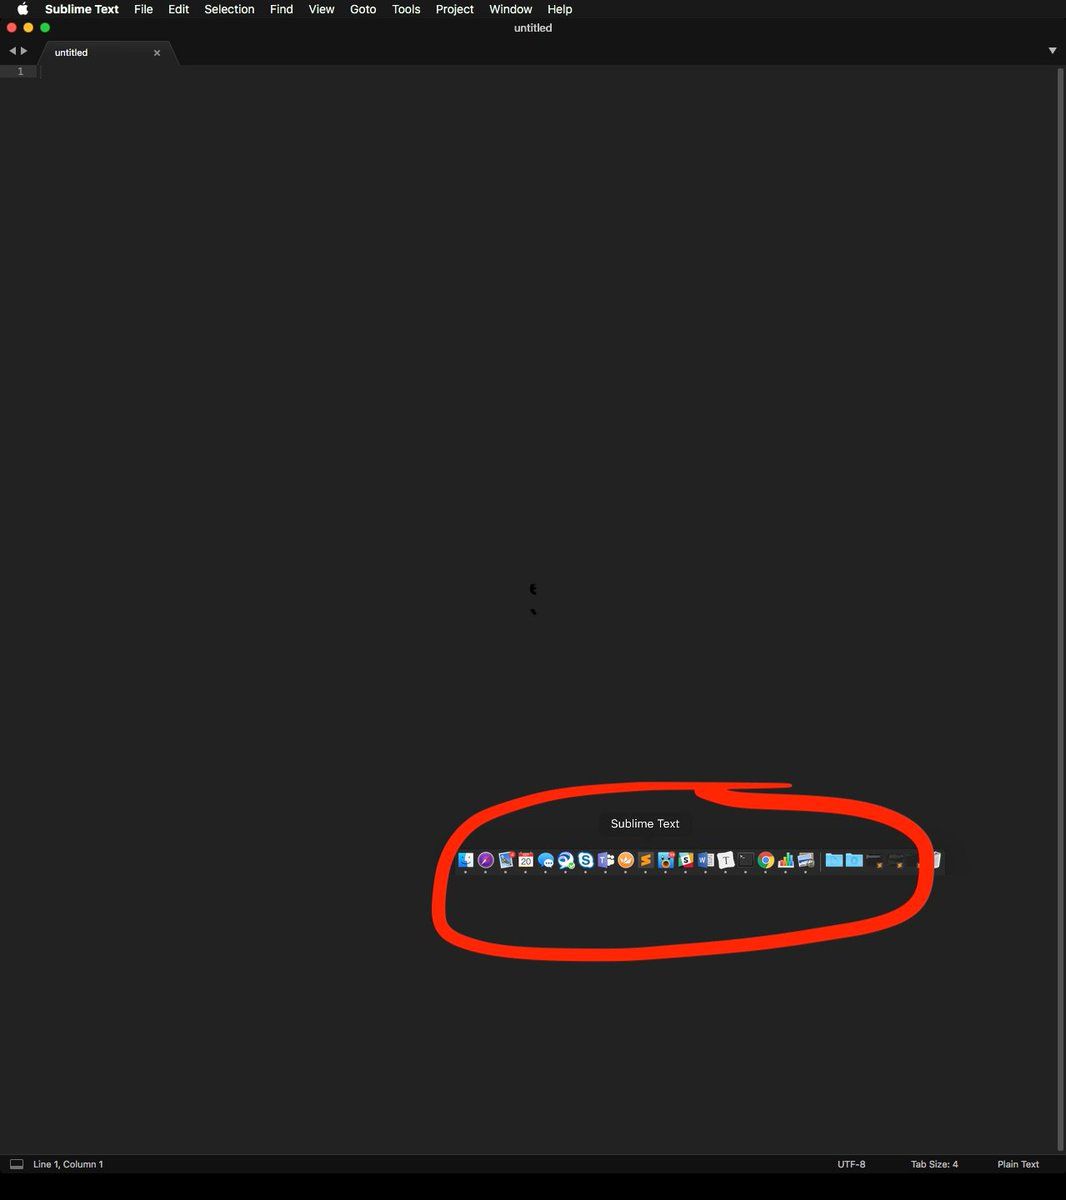 Sublime Text File Edit Selection Find View Goto Tools Project Window Help
untitled
untitled
1
Sublime Text
20
Line 1, Column 1 UTF-8 Tab Size: 4 Plain Text